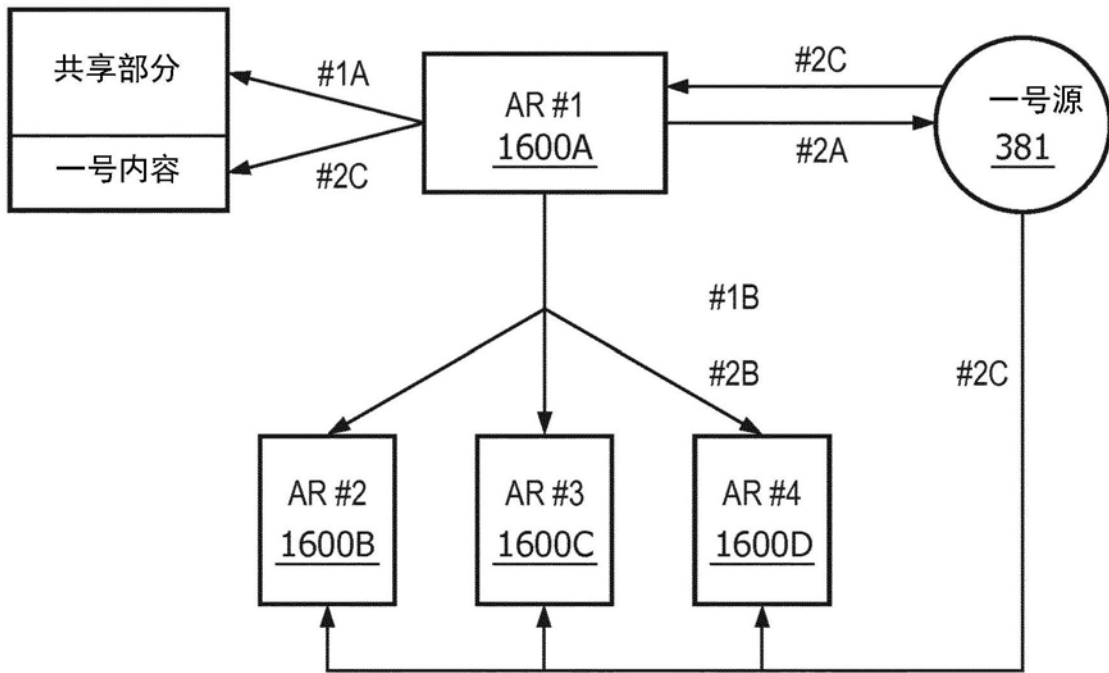 共享部分
一号内容
#1A
#2C
AR #1
1600A
#2C
#2A
一号源
381
#1B
#2B
#2C
AR #2
1600B
AR #3
1600C
AR #4
1600D